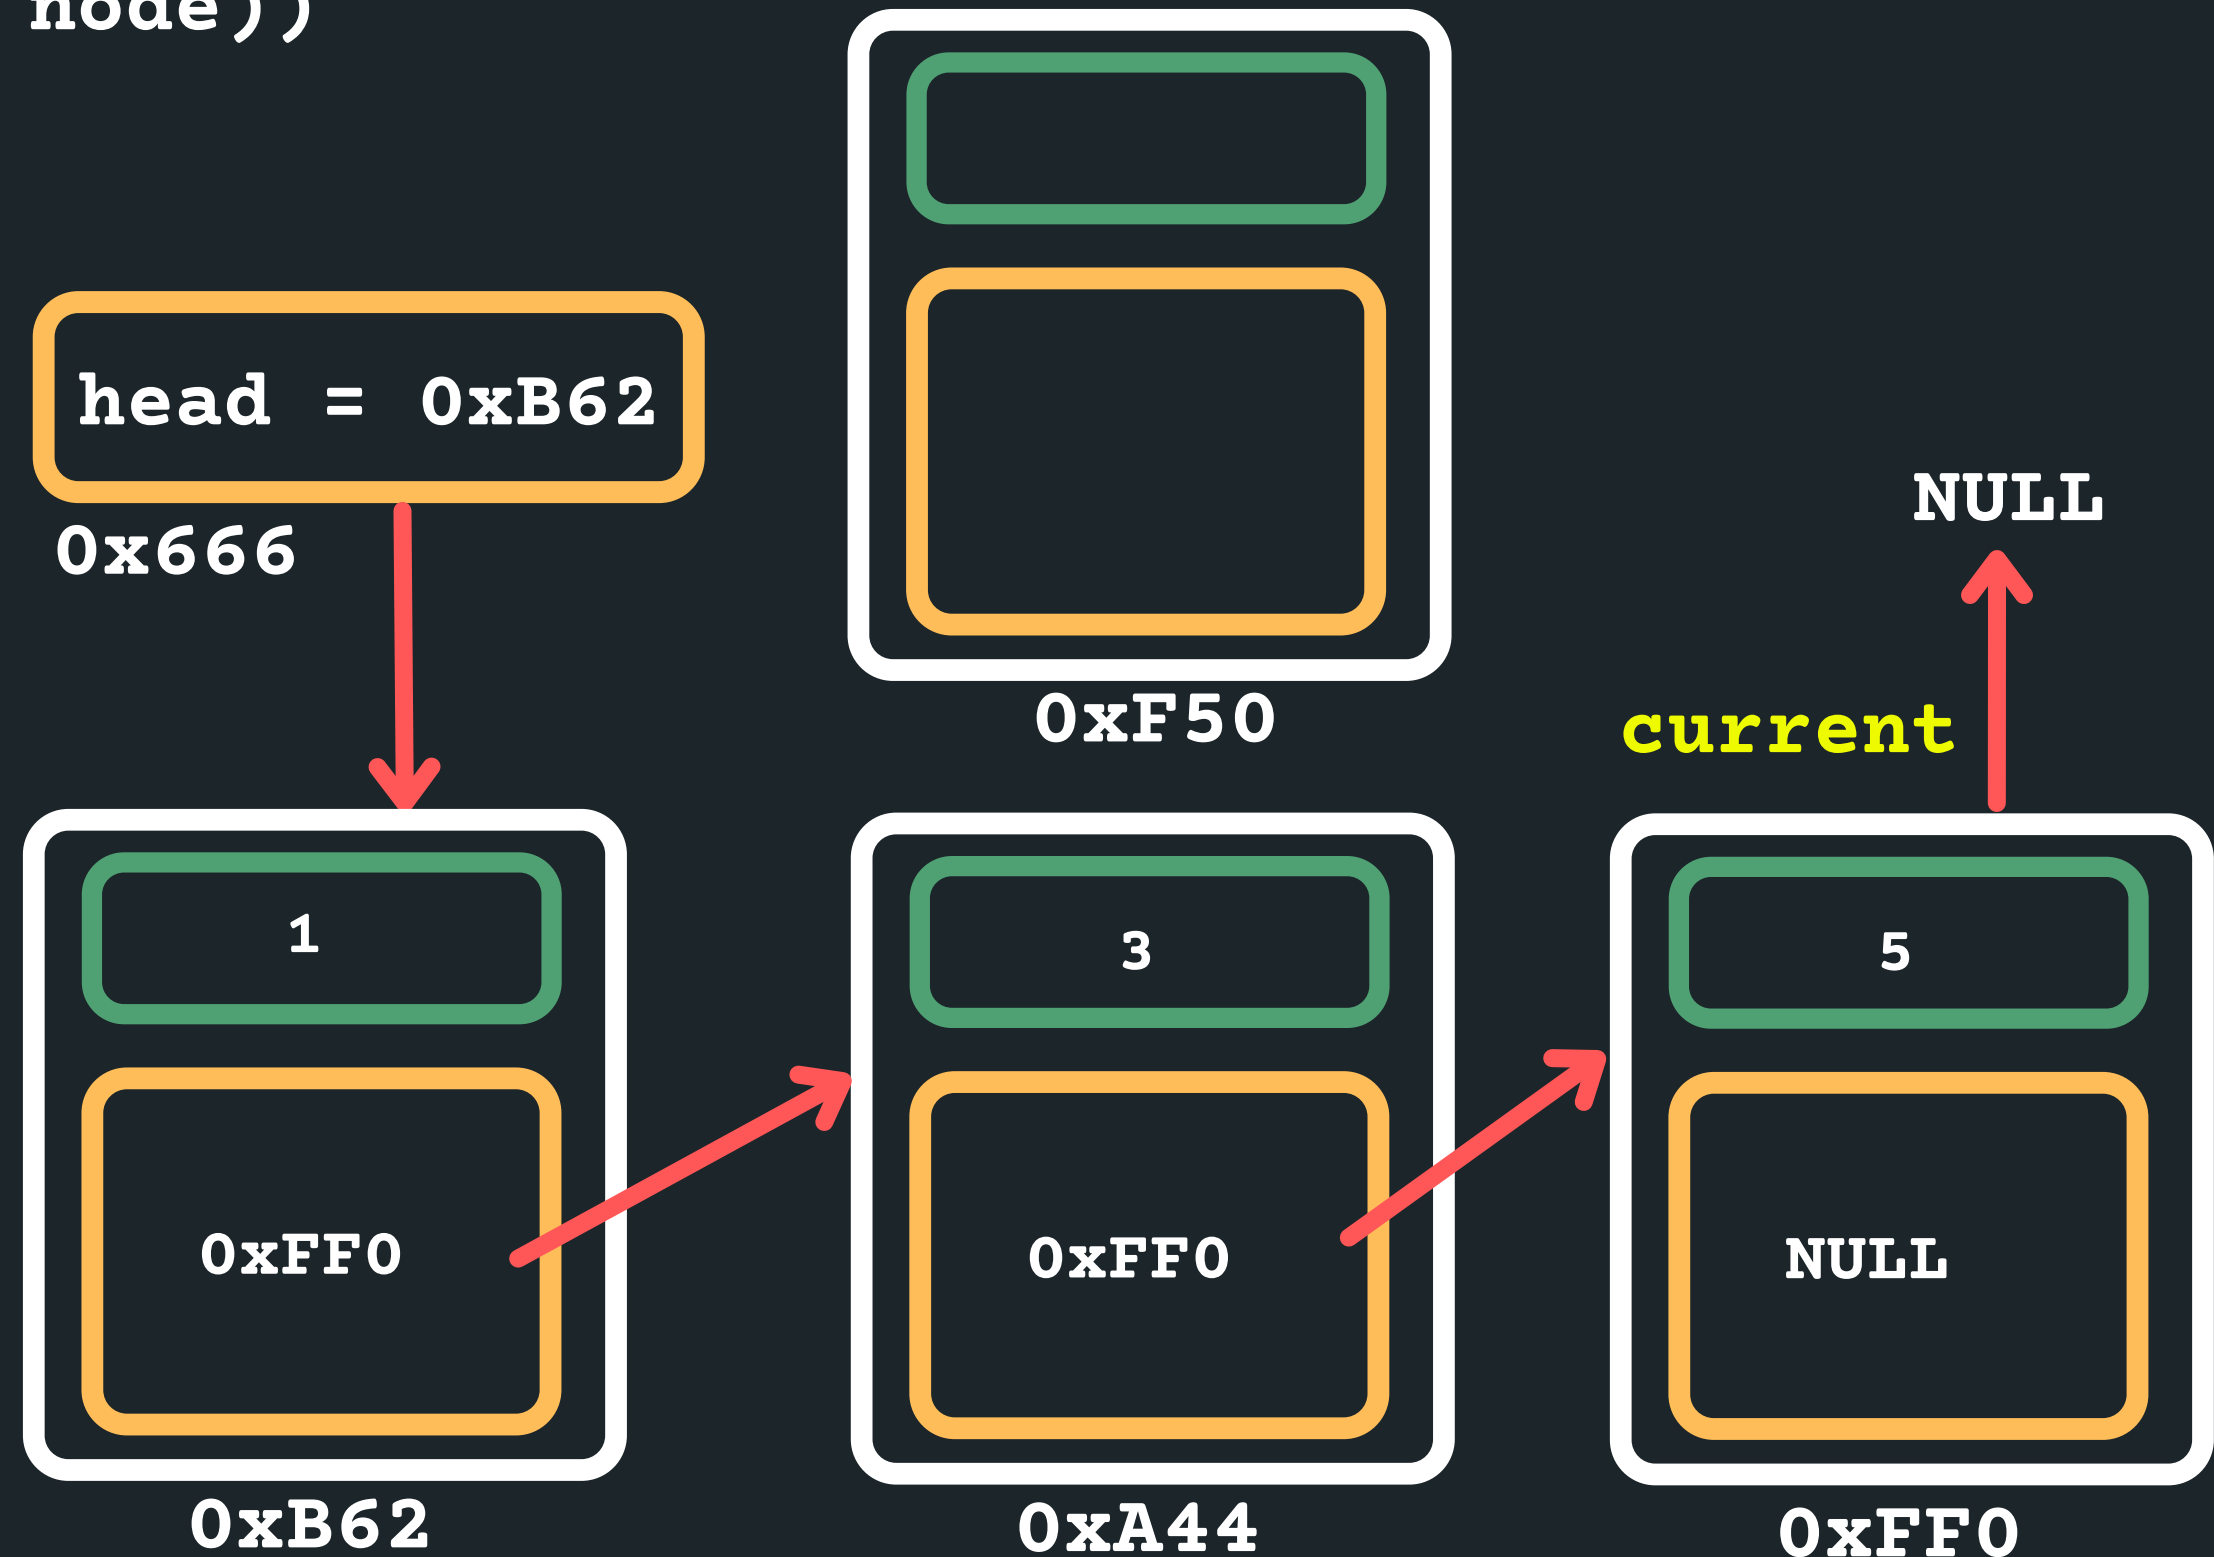 node))
head = 0xB62
0x666
0xF50
NULL
current
1
0xFF0
0xB62
3
0xFF0
0xA44
5
NULL
0xFF0